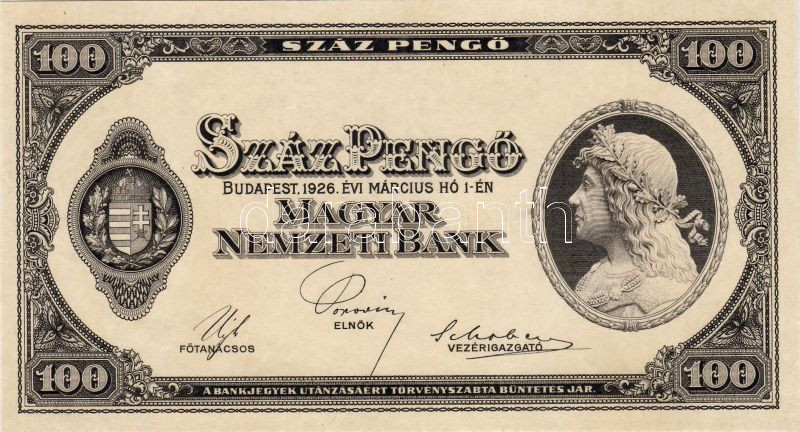 100 SZÁZ PENGŐ 100
SZÁZ PENGŐ
BUDAPEST, 1926. ÉVI MÁRCIUS HÓ 1-ÉN
MAGYAR
NEMZETI BANK
ELNÖK
FŐTANÁCSOS
VEZÉRIGAZGATÓ
100 A BANKJEGYEK UTÁNZÁSAÉRT TÖRVÉNYSZABTA BÜNTETÉS JÁR. 100